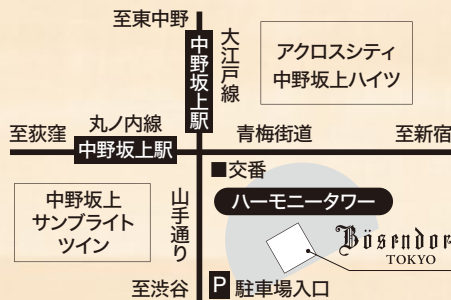 至東中野
大江戸線
中野坂上駅
アクロスシティ
中野坂上ハイツ
丸ノ内線
至荻窪
中野坂上駅
青梅街道
至新宿
■交番
ハーモニータワー
中野坂上
サンブライト
ツイン
山手通り
Bösendor
TOKYO
至渋谷
P 駐車場入口